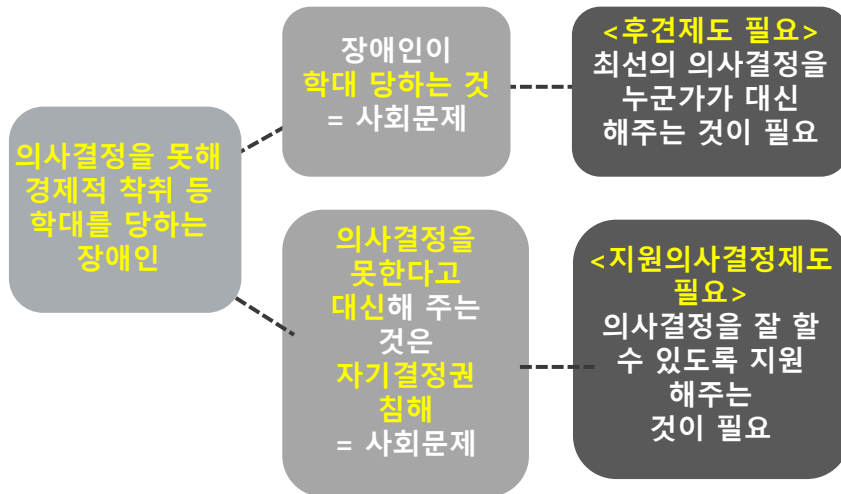 의사결정을 못해
경제적 착취 등
학대를 당하는
장애인
장애인이
학대 당하는 것
= 사회문제
<후견제도 필요>
최선의 의사결정을
누군가가 대신
해주는 것이 필요
의사결정을
못한다고
대신해 주는
것은
자기결정권
침해
= 사회문제
<지원의사결정제도
필요>
의사결정을 잘 할
수 있도록 지원
해주는
것이 필요